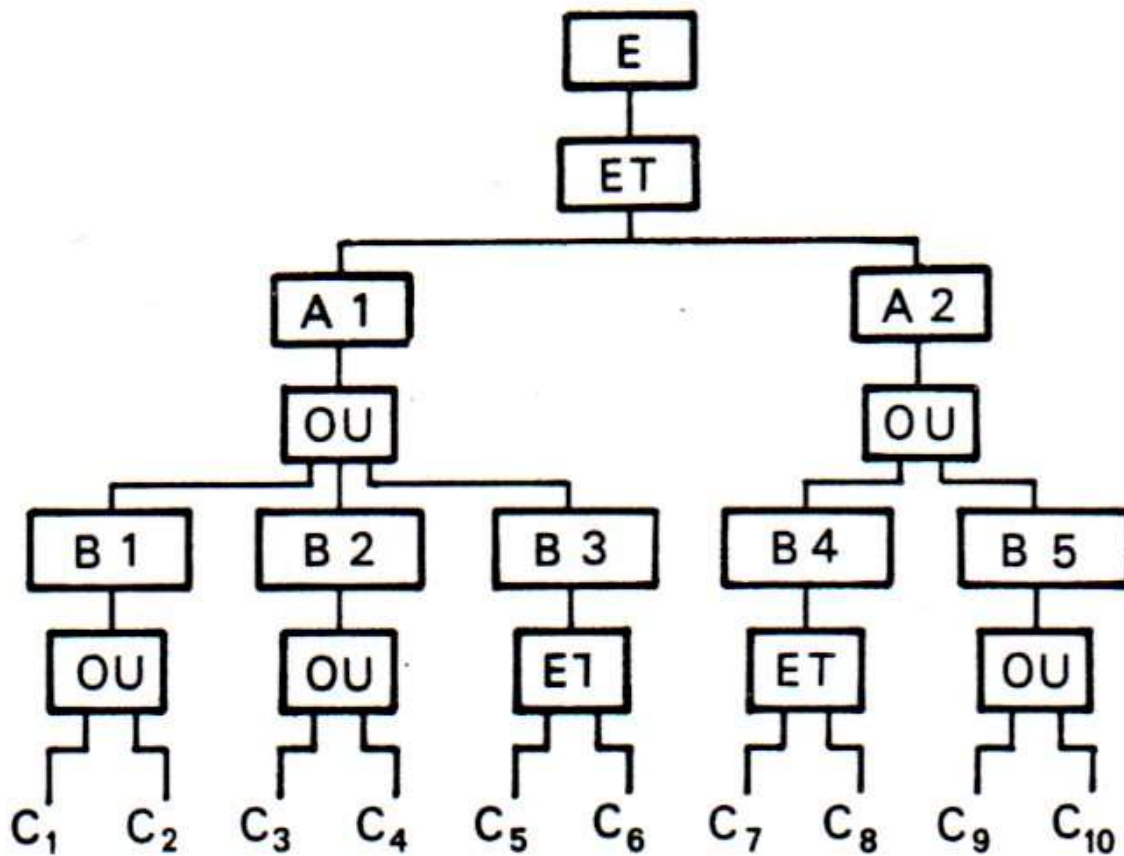 E
ET
A 1 A 2
OU OU
B 1 B 2 B 3 B 4 B 5
OU OU ET ET OU
C₁ C₂ C₃ C₄ C₅ C₆ C₇ C₈ C₉ C₁₀